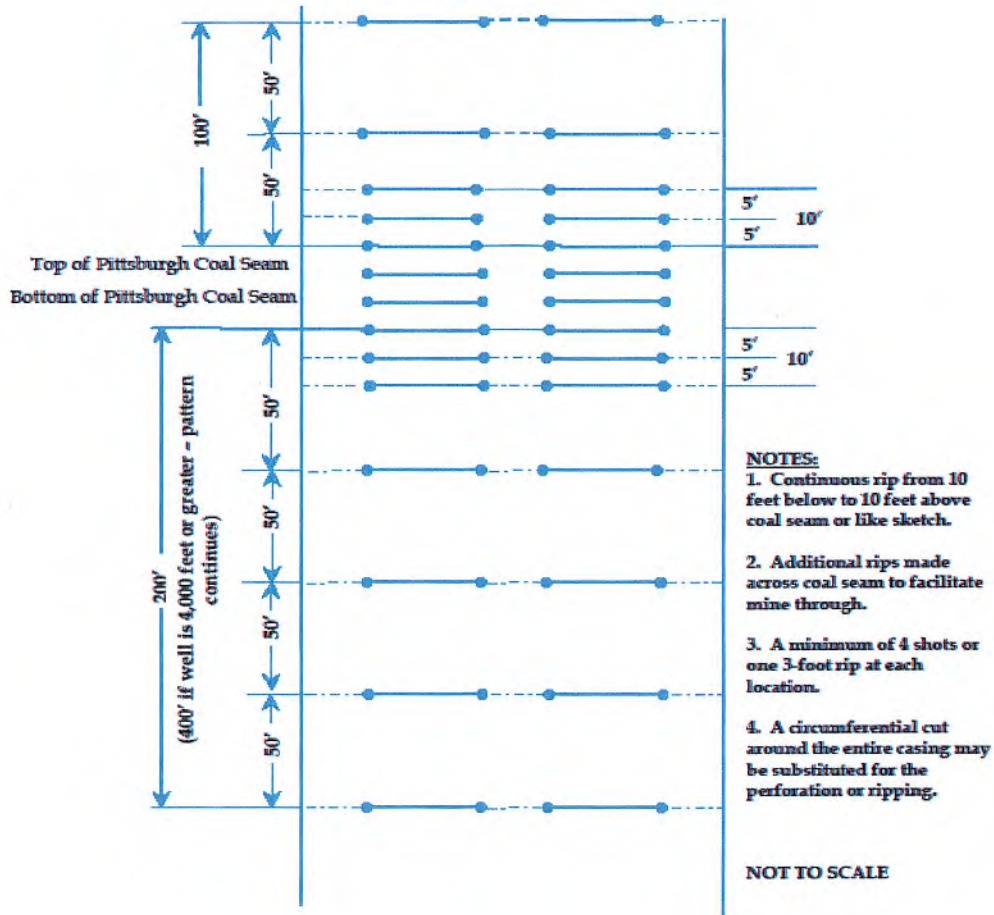 100'
50'
50'
5'
10'
5'
Top of Pittsburgh Coal Seam
Bottom of Pittsburgh Coal Seam
5'
10'
5'
200'
(400' if well is 4,000 feet or greater - pattern
continues)
50'
50'
50'
50'
NOTES:
1. Continuous rip from 10
feet below to 10 feet above
coal seam or like sketch.
2. Additional rips made
across coal seam to facilitate
mine through.
3. A minimum of 4 shots or
one 3-foot rip at each
location.
4. A circumferential cut
around the entire casing may
be substituted for the
perforation or ripping.
NOT TO SCALE